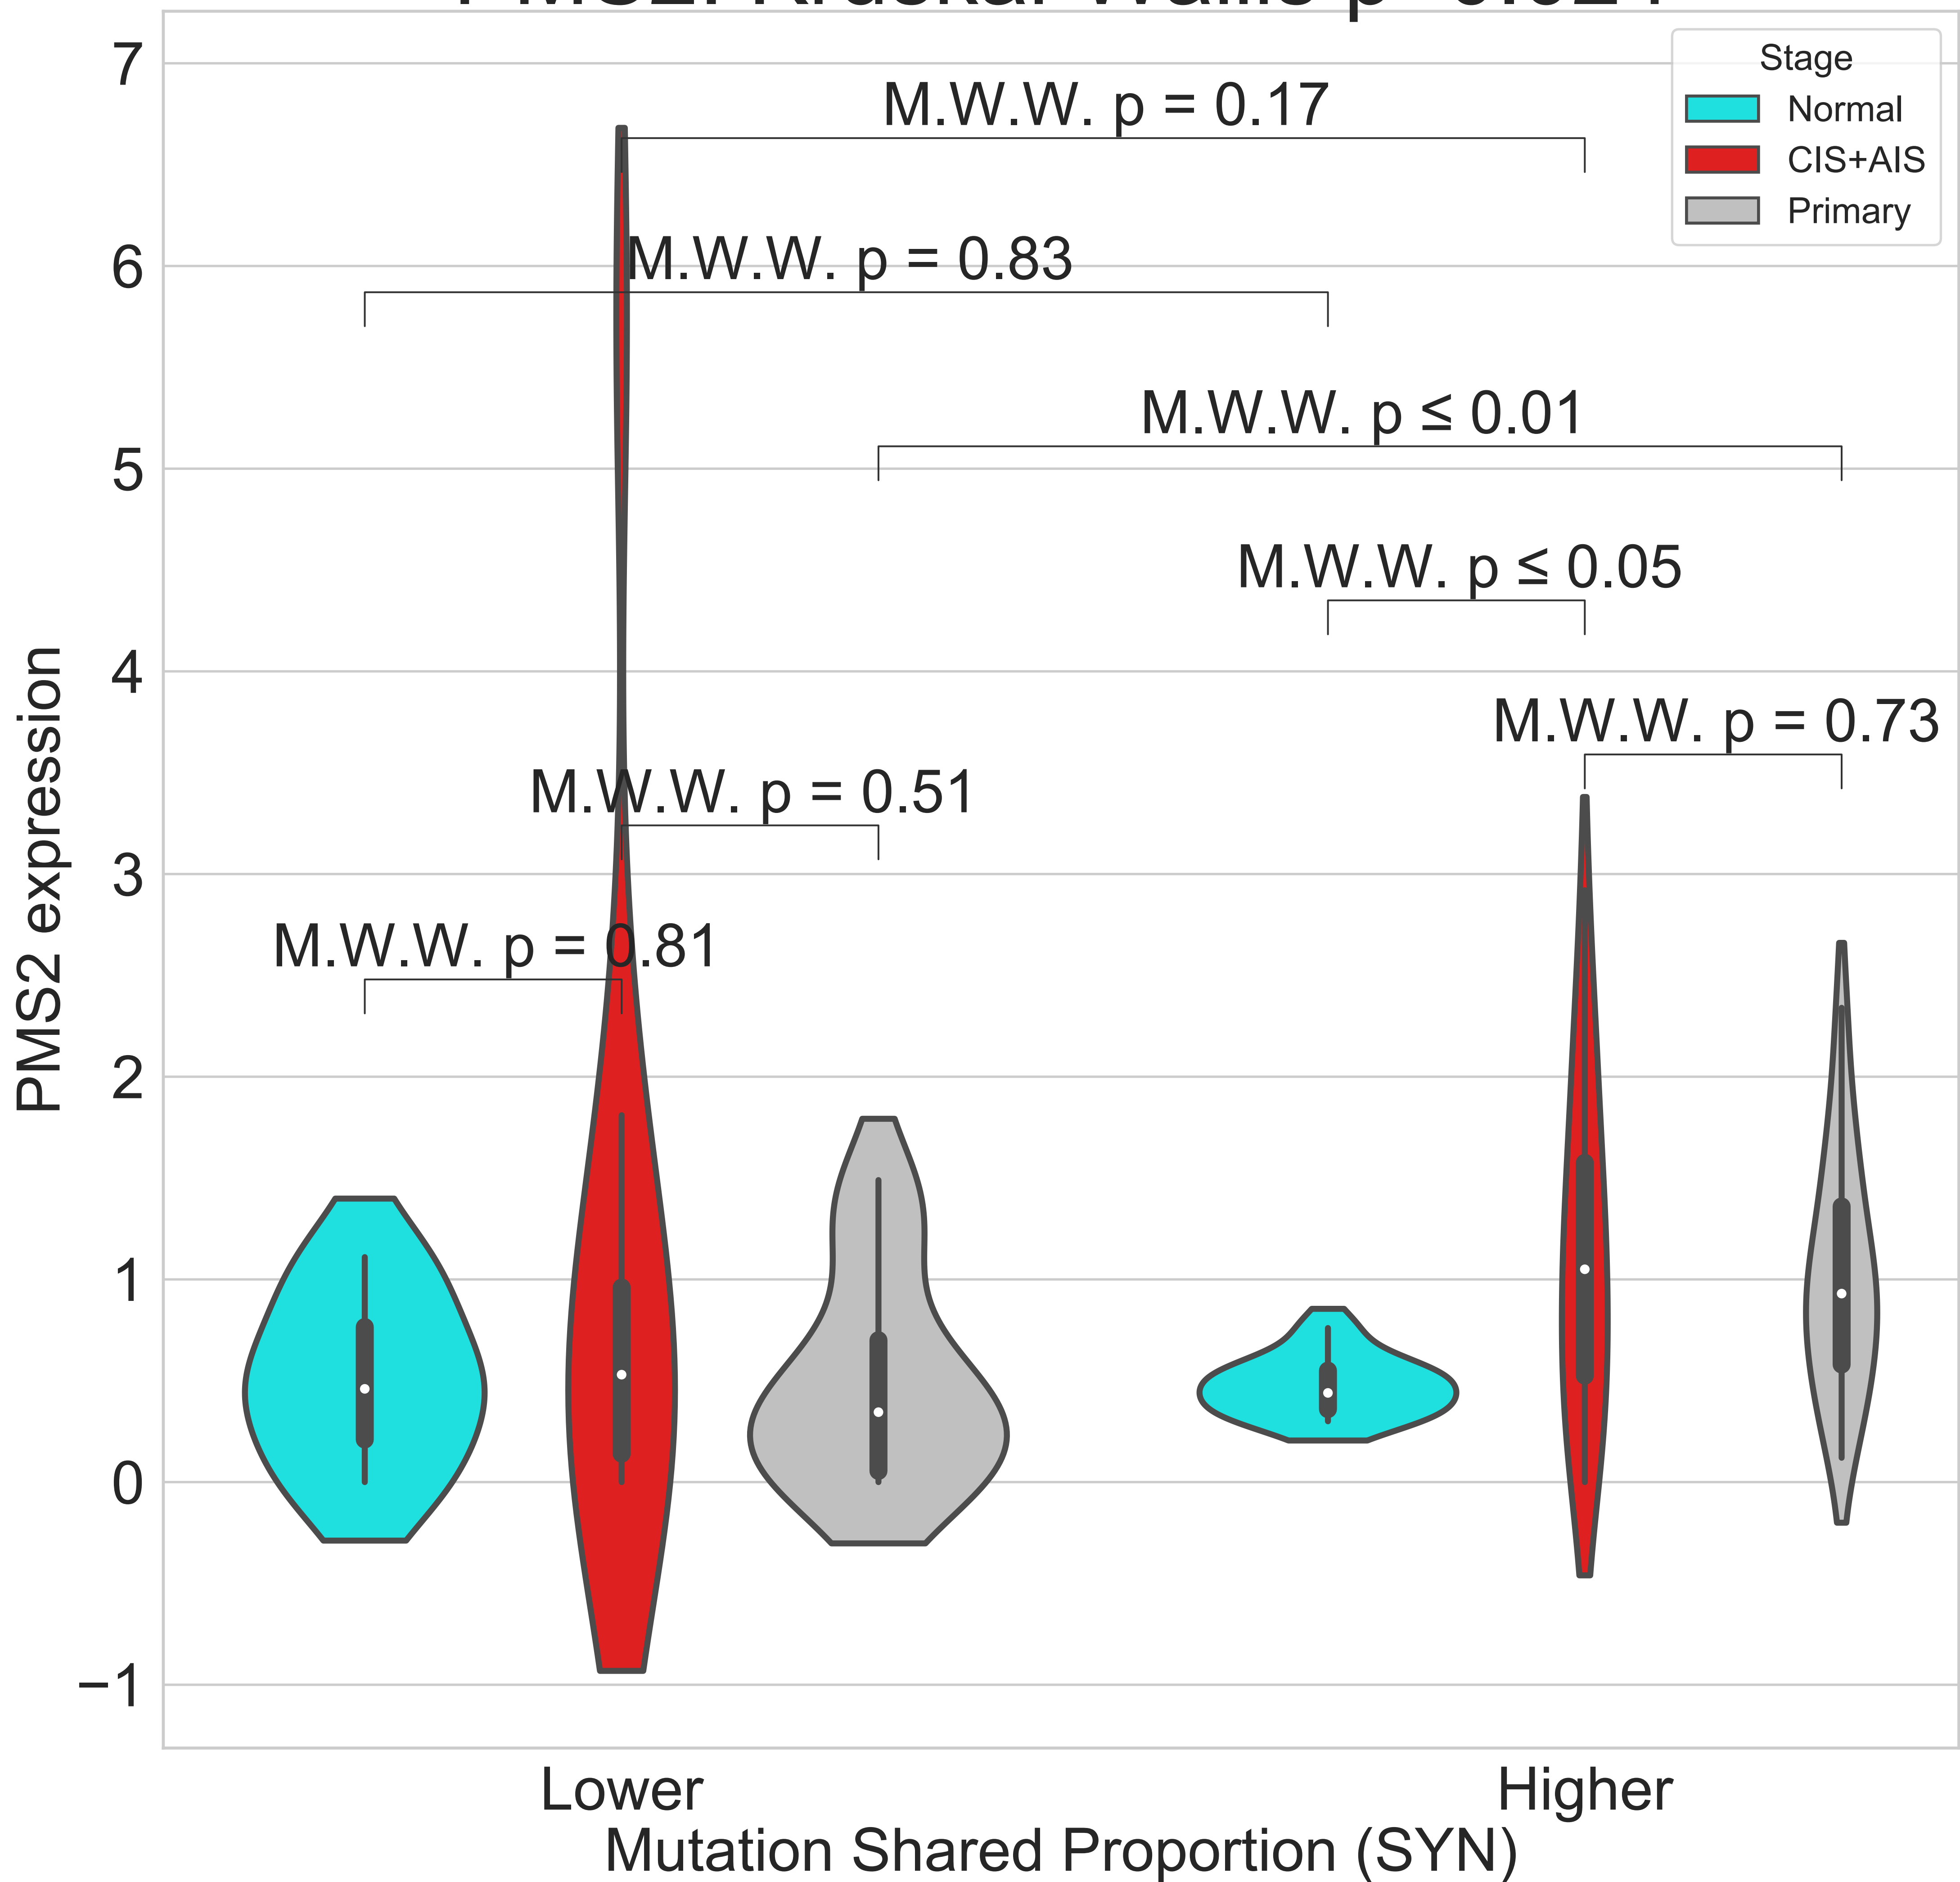 7
6
5
4
3
2
1
0
−1
PMS2 expression
Stage
Normal
CIS+AIS
Primary
M.W.W. p = 0.17
M.W.W. p = 0.83
M.W.W. p ≤ 0.01
M.W.W. p ≤ 0.05
M.W.W. p = 0.73
M.W.W. p = 0.51
M.W.W. p = 0.81
Lower
Higher
Mutation Shared Proportion (SYN)